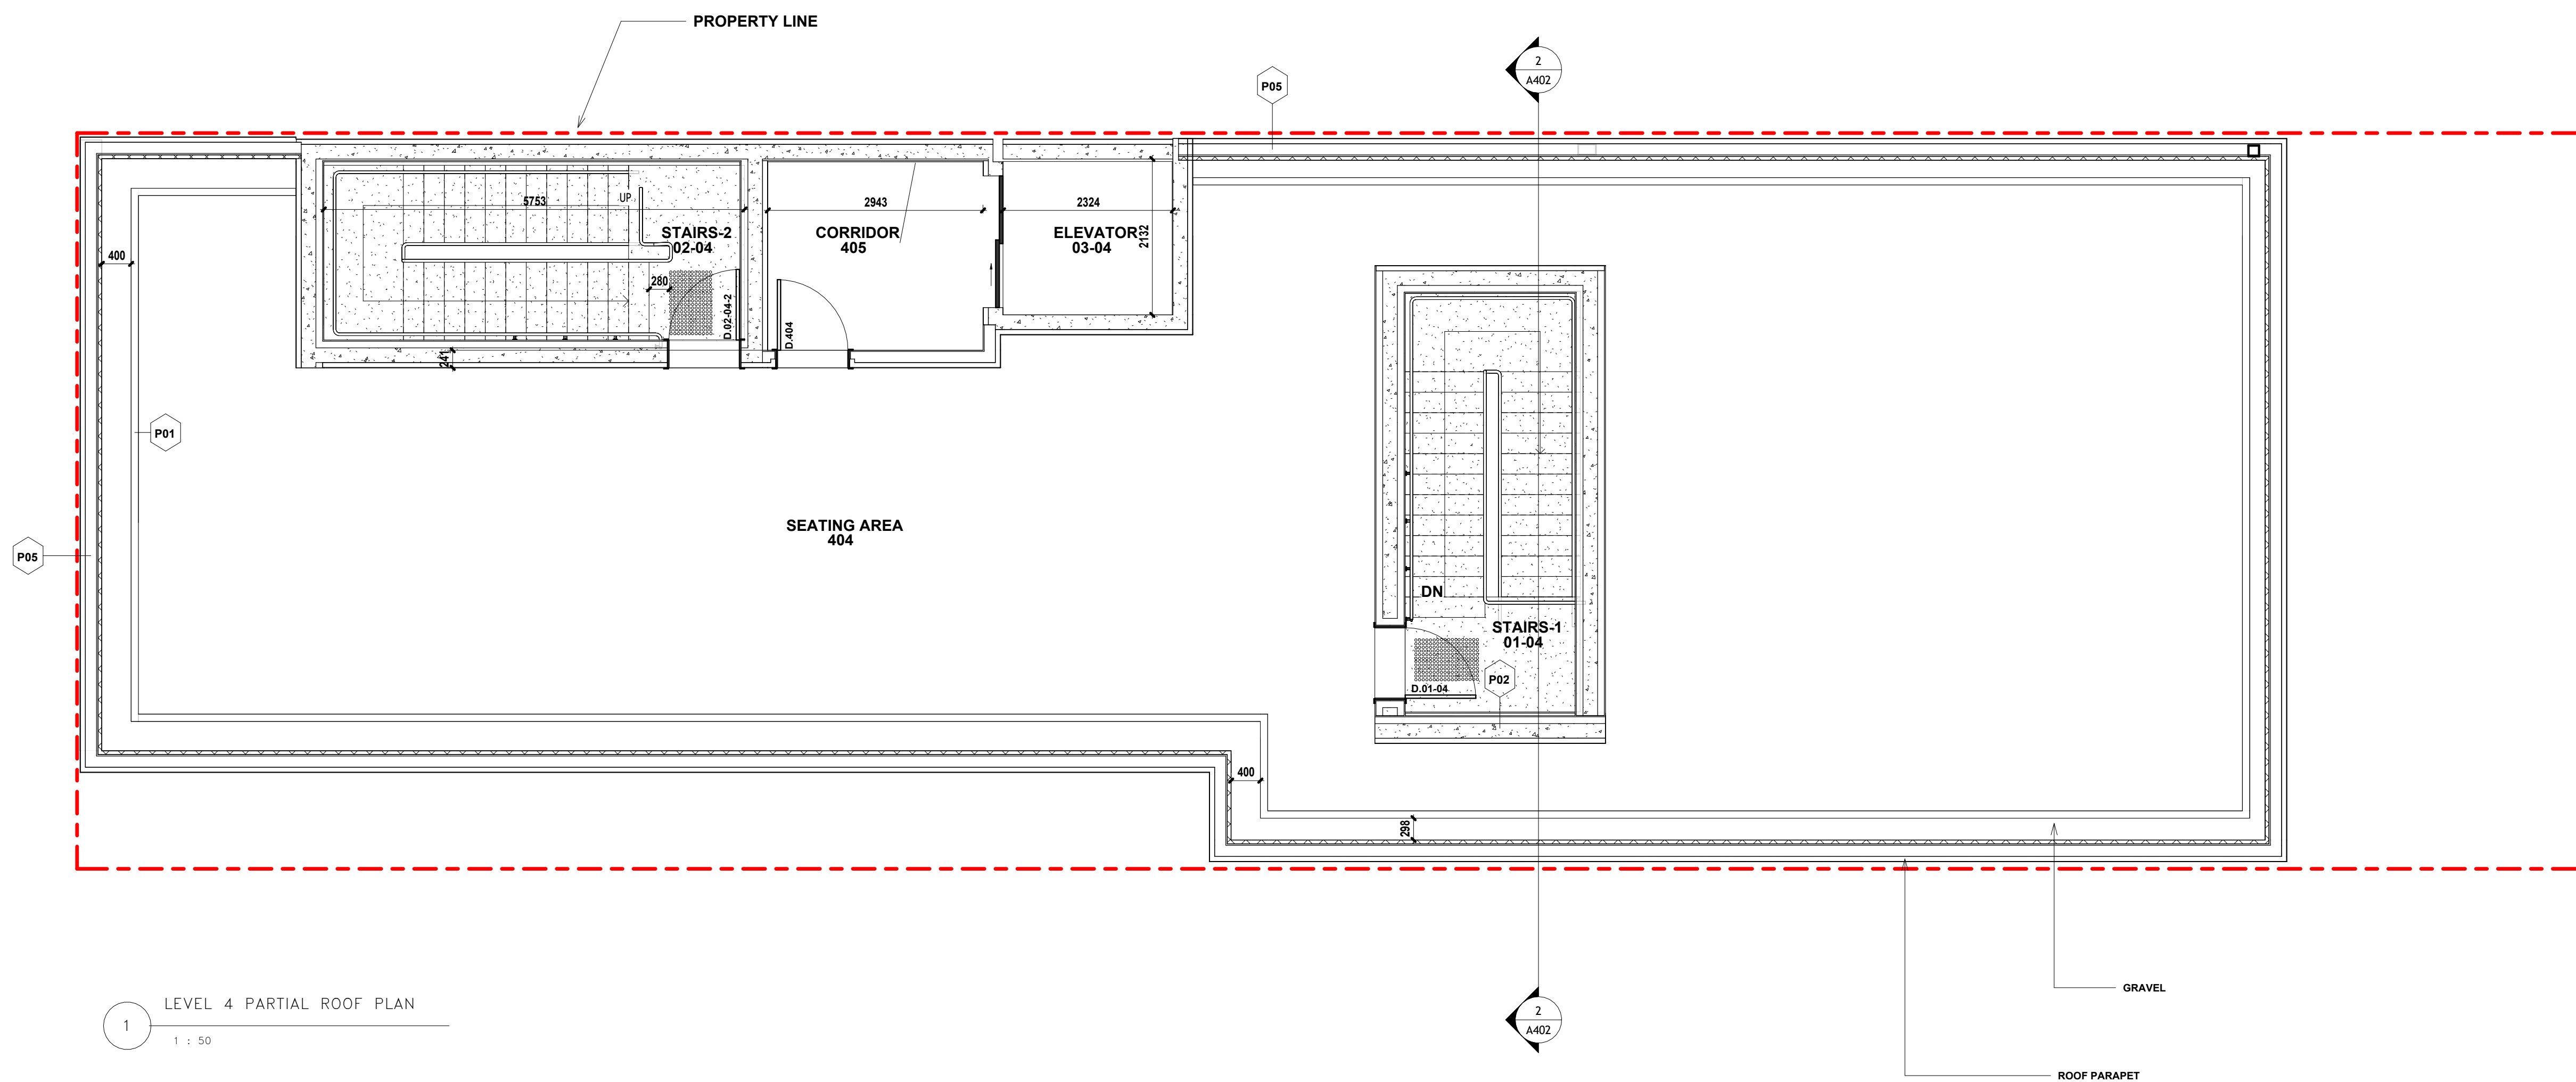 PROPERTY LINE
2
A402
P05
5753
UP
2943
2324
STAIRS-2
02-04
CORRIDOR
405
ELEVATOR
03-04
2132
400
280
D.02-04-2
D.404
241
P01
SEATING AREA
404
P05
DN
STAIRS-1
01-04
P02
D.01-04
400
298
GRAVEL
LEVEL 4 PARTIAL ROOF PLAN
1
1 : 50
2
A402
ROOF PARAPET